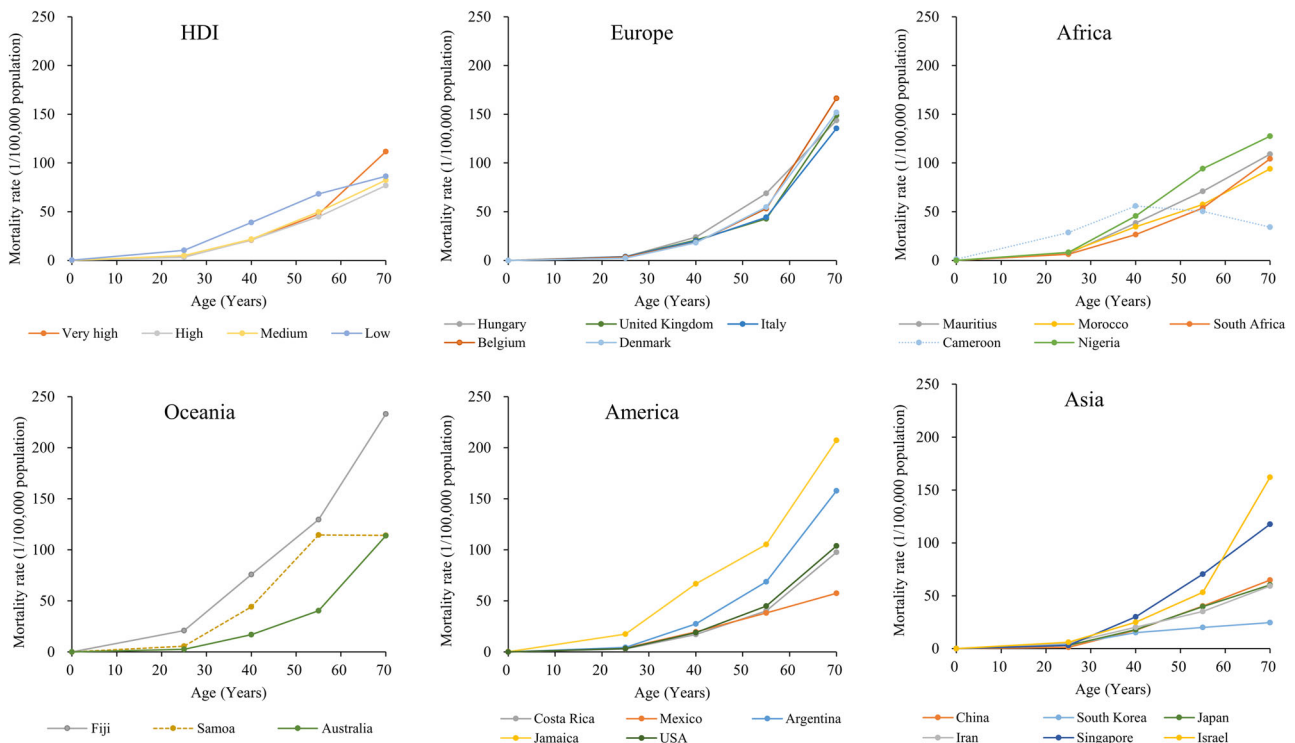 HDI
Mortality rate (1/100,000 population)
250
200
150
100
50
0
0 10 20 30 40 50 60 70
Age (Years)
Very high High Medium Low
Europe
Mortality rate (1/100,000 population)
250
200
150
100
50
0
0 10 20 30 40 50 60 70
Age (Years)
Hungary United Kingdom Italy
Belgium Denmark
Africa
Mortality rate (1/100,000 population)
250
200
150
100
50
0
0 10 20 30 40 50 60 70
Age (Years)
Mauritius Morocco South Africa
Cameroon Nigeria
Oceania
Mortality rate (1/100,000 population)
250
200
150
100
50
0
0 10 20 30 40 50 60 70
Age (Years)
Fiji Samoa Australia
America
Mortality rate (1/100,000 population)
250
200
150
100
50
0
0 10 20 30 40 50 60 70
Age (Years)
Costa Rica Mexico Argentina
Jamaica USA
Asia
Mortality rate (1/100,000 population)
250
200
150
100
50
0
0 10 20 30 40 50 60 70
Age (Years)
China South Korea Japan
Iran Singapore Israel